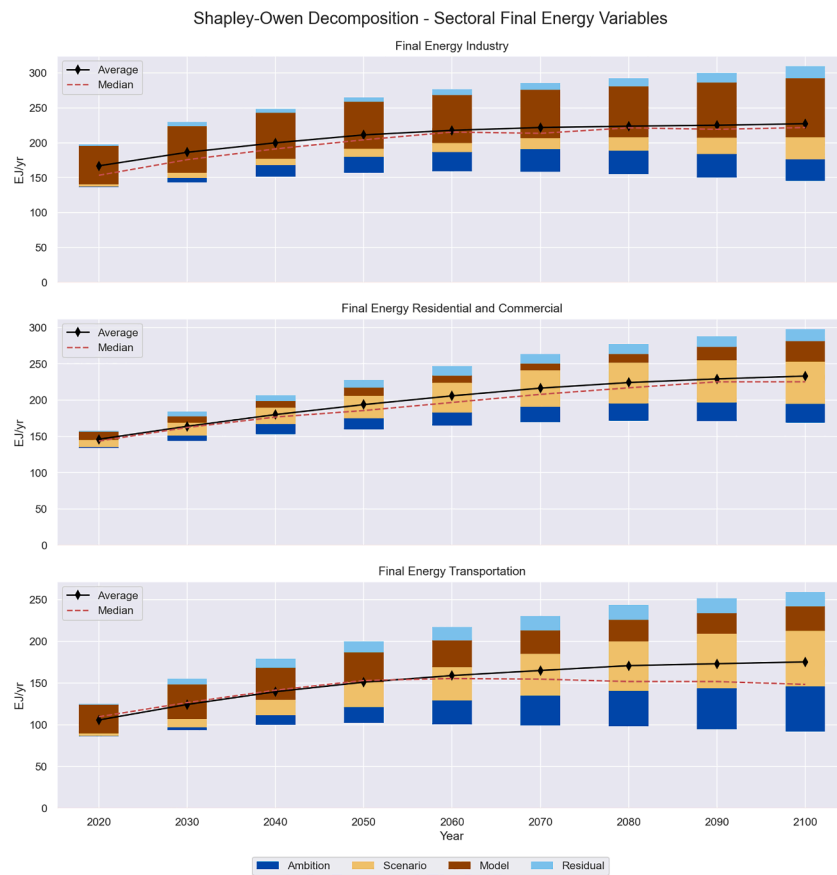 Shapley-Owen Decomposition - Sectoral Final Energy Variables
Final Energy Industry
Average
Median
300
250
200
150
100
50
0
EJ/yr
Final Energy Residential and Commercial
Average
Median
300
250
200
150
100
50
0
EJ/yr
Final Energy Transportation
Average
Median
250
200
150
100
50
0
EJ/yr
2020 2030 2040 2050 2060 2070 2080 2090 2100
Year
Ambition Scenario Model Residual